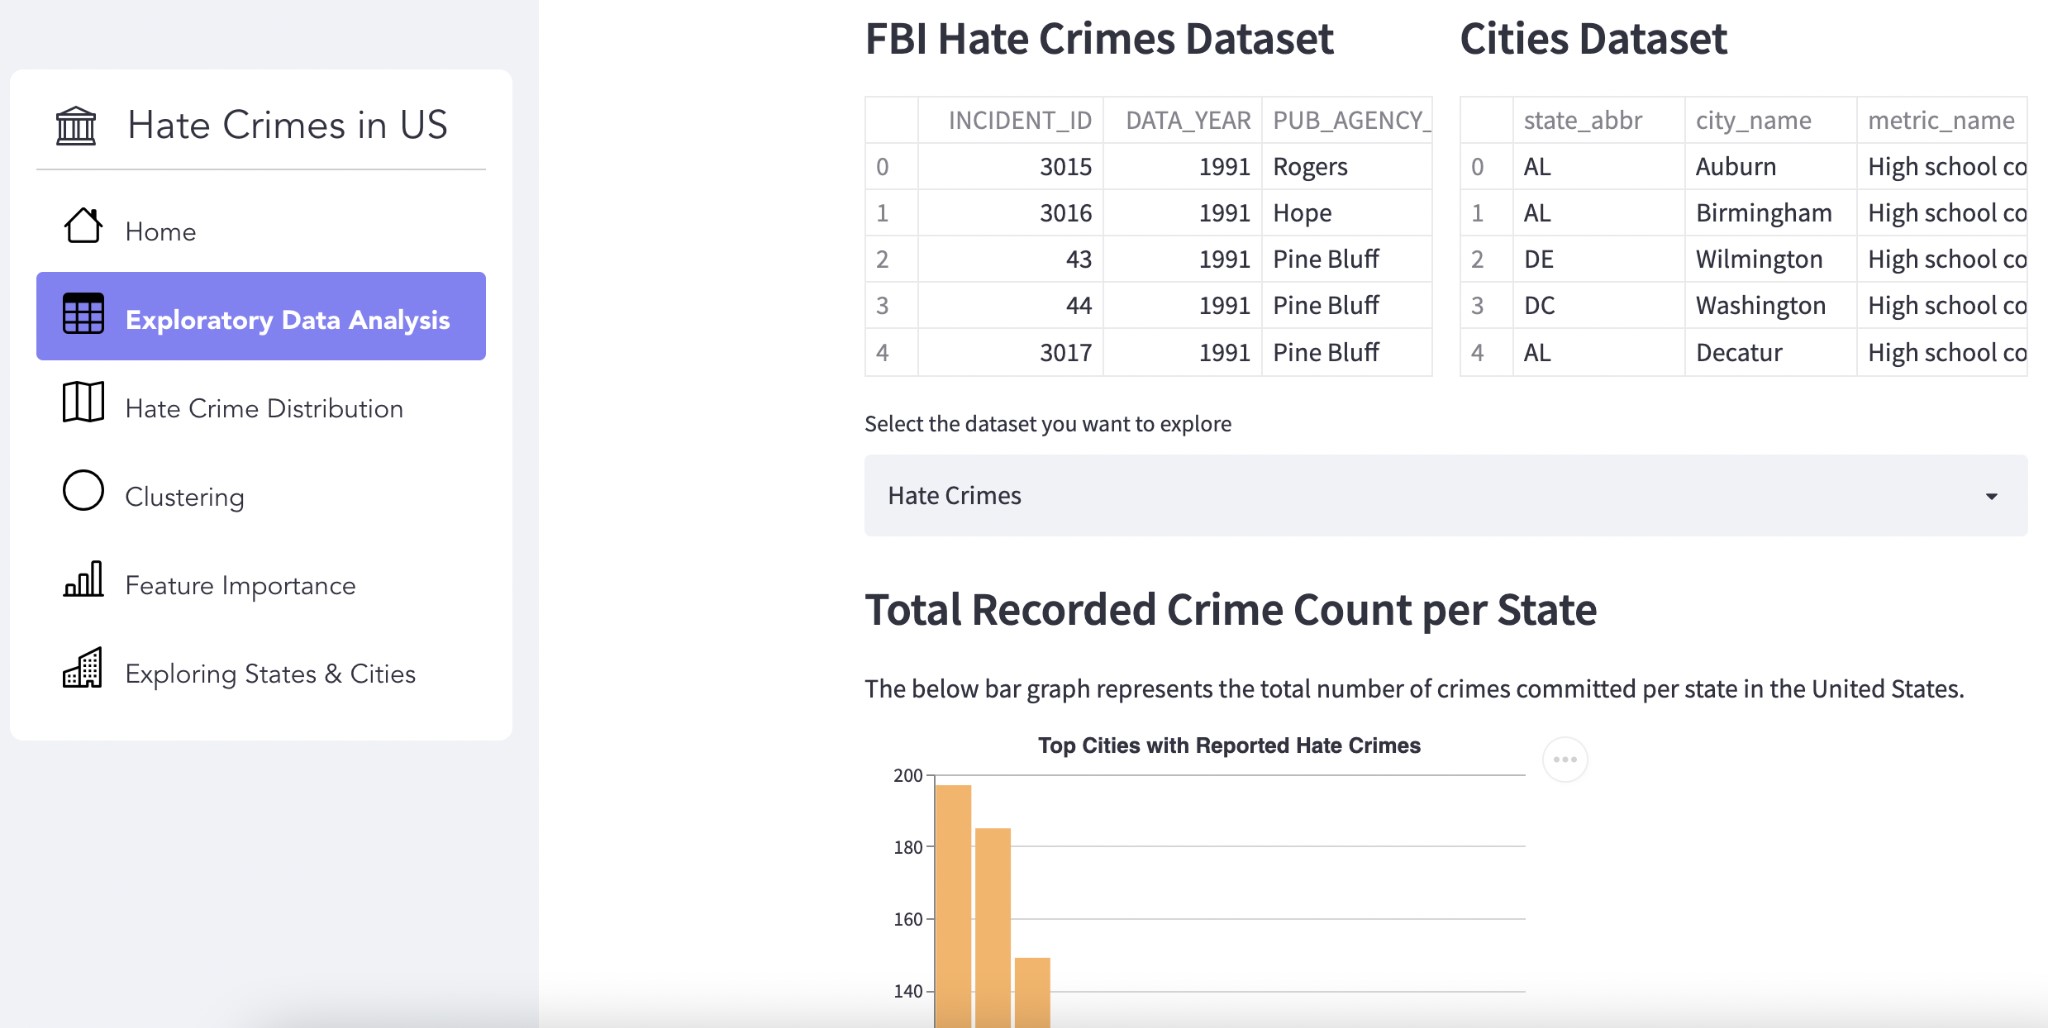 Hate Crimes in US
Home
Exploratory Data Analysis
Hate Crime Distribution
Clustering
Feature Importance
Exploring States & Cities
FBI Hate Crimes Dataset
INCIDENT_ID DATA_YEAR PUB_AGENCY_
0 3015 1991 Rogers
1 3016 1991 Hope
2 43 1991 Pine Bluff
3 44 1991 Pine Bluff
4 3017 1991 Pine Bluff
Cities Dataset
state_abbr city_name metric_name
0 AL Auburn High school co
1 AL Birmingham High school co
2 DE Wilmington High school co
3 DC Washington High school co
4 AL Decatur High school co
Select the dataset you want to explore
Hate Crimes
Total Recorded Crime Count per State
The below bar graph represents the total number of crimes committed per state in the United States.
Top Cities with Reported Hate Crimes
200
180
160
140